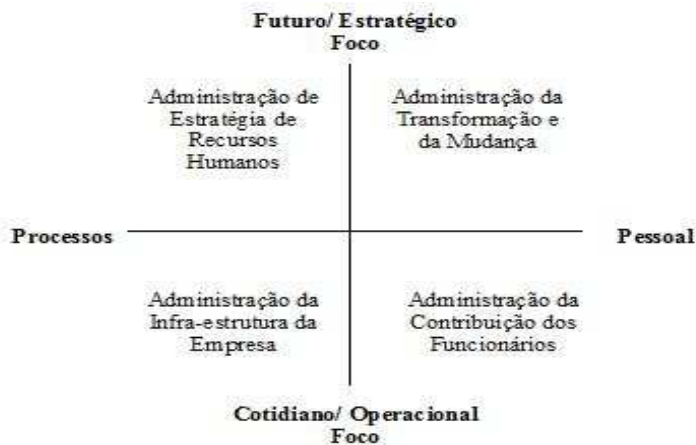 Futuro/ Estratégico
Foco
Administração de
Estratégia de
Recursos
Humanos
Administração da
Transformação e
da Mudança
Processos
Pessoal
Administração da
Infra-estrutura da
Empresa
Administração da
Contribuição dos
Funcionários
Cotidiano/ Operacional
Foco